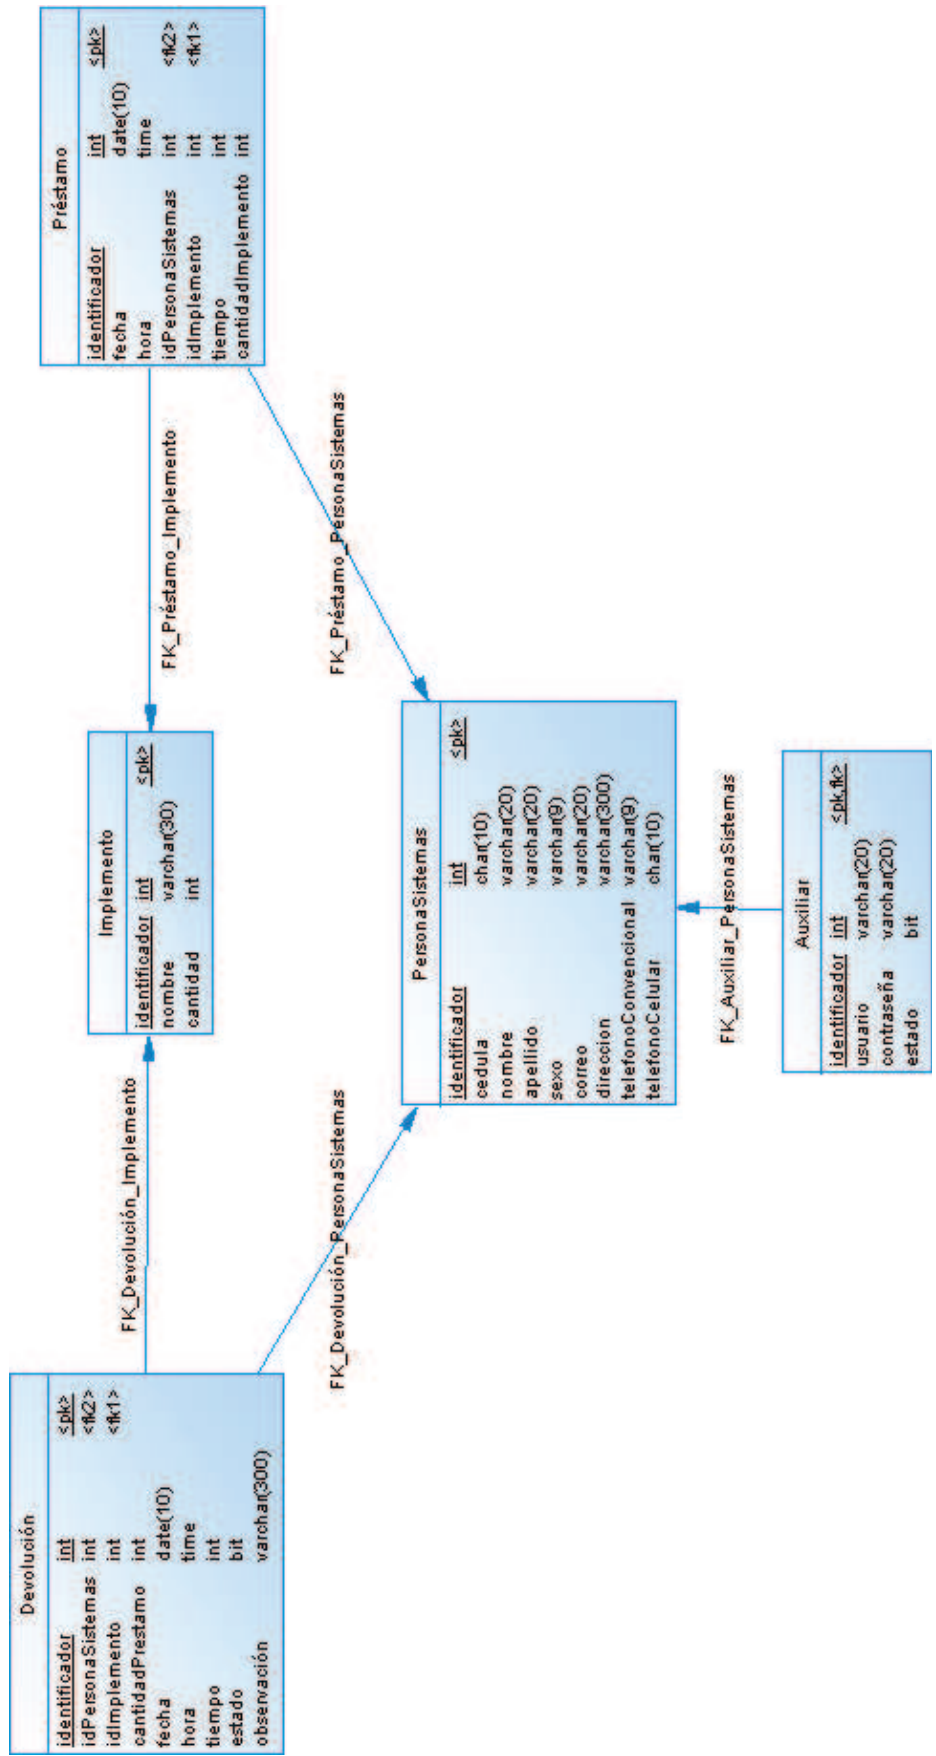 Devolución
identificador int <pk>
idPersonaSistemas int <fk2>
idImplemento int <fk1>
cantidadPrestamo int
fecha date(10)
hora time
tiempo int
estado bit
observación varchar(300)
FK_Devolución_Implemento
FK_Devolución_PersonaSistemas
Implemento
identificador int <pk>
nombre varchar(30)
cantidad int
PersonaSistemas
identificador int <pk>
cedula char(10)
nombre varchar(20)
apellido varchar(20)
sexo varchar(9)
correo varchar(20)
direccion varchar(300)
telefonoConvencional varchar(9)
telefonoCelular char(10)
FK_Auxiliar_PersonaSistemas
Auxiliar
identificador int <pk,fk>
usuario varchar(20)
contraseña varchar(20)
estado bit
FK_Préstamo_Implemento
FK_Préstamo_PersonaSistemas
Préstamo
identificador int <pk>
fecha date(10)
hora time
idPersonaSistemas int <fk2>
idImplemento int <fk1>
tiempo int
cantidadImplemento int